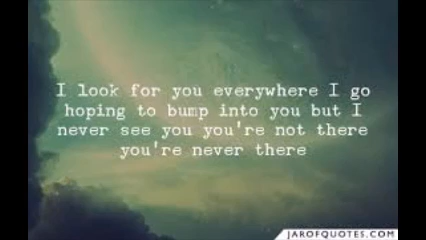 I look for you everywhere I go
hoping to bump into you but I
never see you you're not there
you're never there
JAROFQUOTES.COM